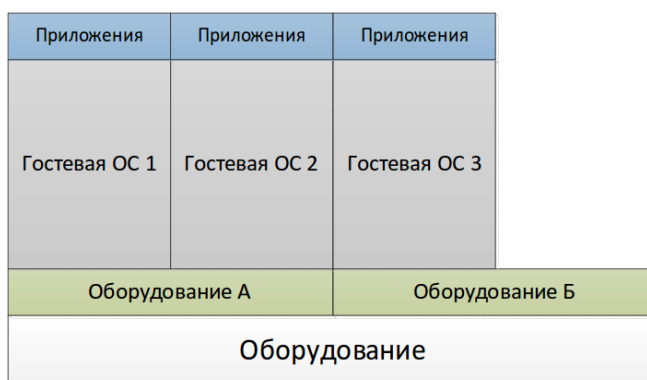 Приложения
Приложения
Приложения
Гостевая ОС 1
Гостевая ОС 2
Гостевая ОС 3
Оборудование А
Оборудование Б
Оборудование